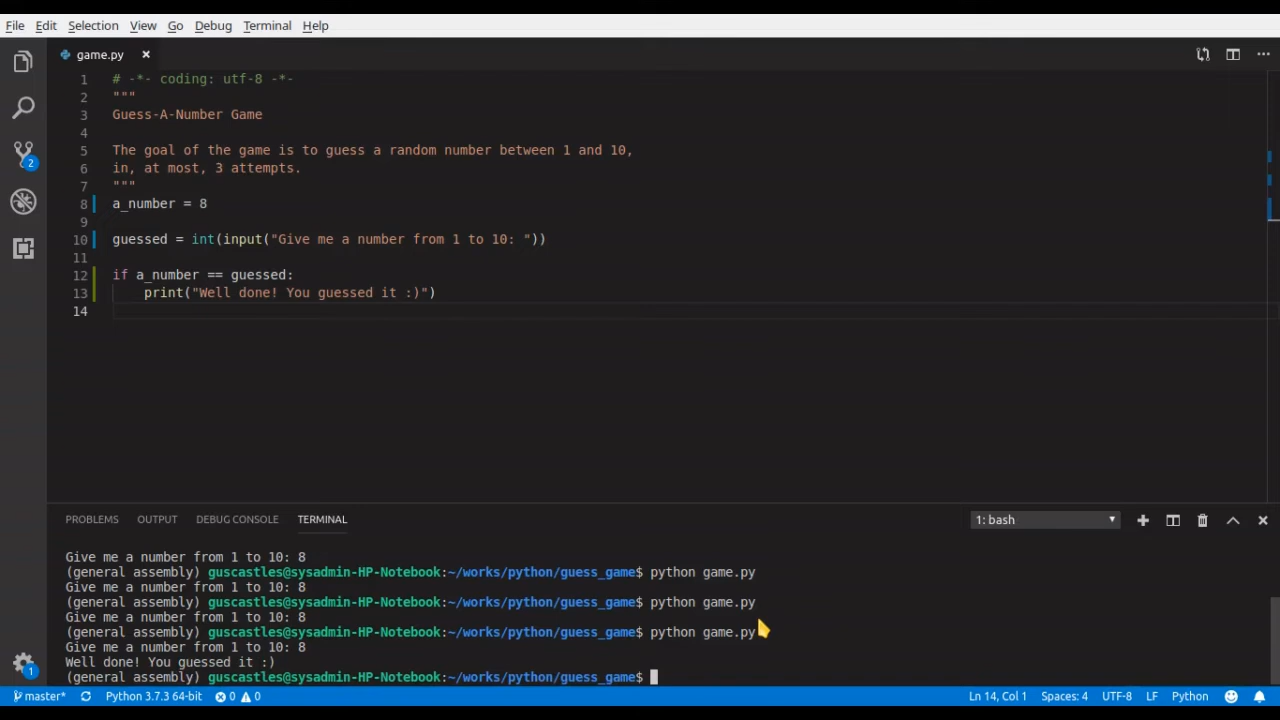 File Edit Selection View Go Debug Terminal Help
game.py
1 # -*- coding: utf-8 -*-
2 """
3 Guess-A-Number Game
4
5 The goal of the game is to guess a random number between 1 and 10,
6 in, at most, 3 attempts.
7 """
8 a_number = 8
9
10 guessed = int(input("Give me a number from 1 to 10: "))
11
12 if a_number == guessed:
13 print("Well done! You guessed it :)")
14
2
PROBLEMS OUTPUT DEBUG CONSOLE TERMINAL 1: bash
Give me a number from 1 to 10: 8
(general assembly) guscastles@sysadmin-HP-Notebook:~/works/python/guess_game$ python game.py
Give me a number from 1 to 10: 8
(general assembly) guscastles@sysadmin-HP-Notebook:~/works/python/guess_game$ python game.py
Give me a number from 1 to 10: 8
(general assembly) guscastles@sysadmin-HP-Notebook:~/works/python/guess_game$ python game.py
Give me a number from 1 to 10: 8
Well done! You guessed it :)
(general assembly) guscastles@sysadmin-HP-Notebook:~/works/python/guess_game$
1
master* Python 3.7.3 64-bit 0 0 Ln 14, Col 1 Spaces: 4 UTF-8 LF Python